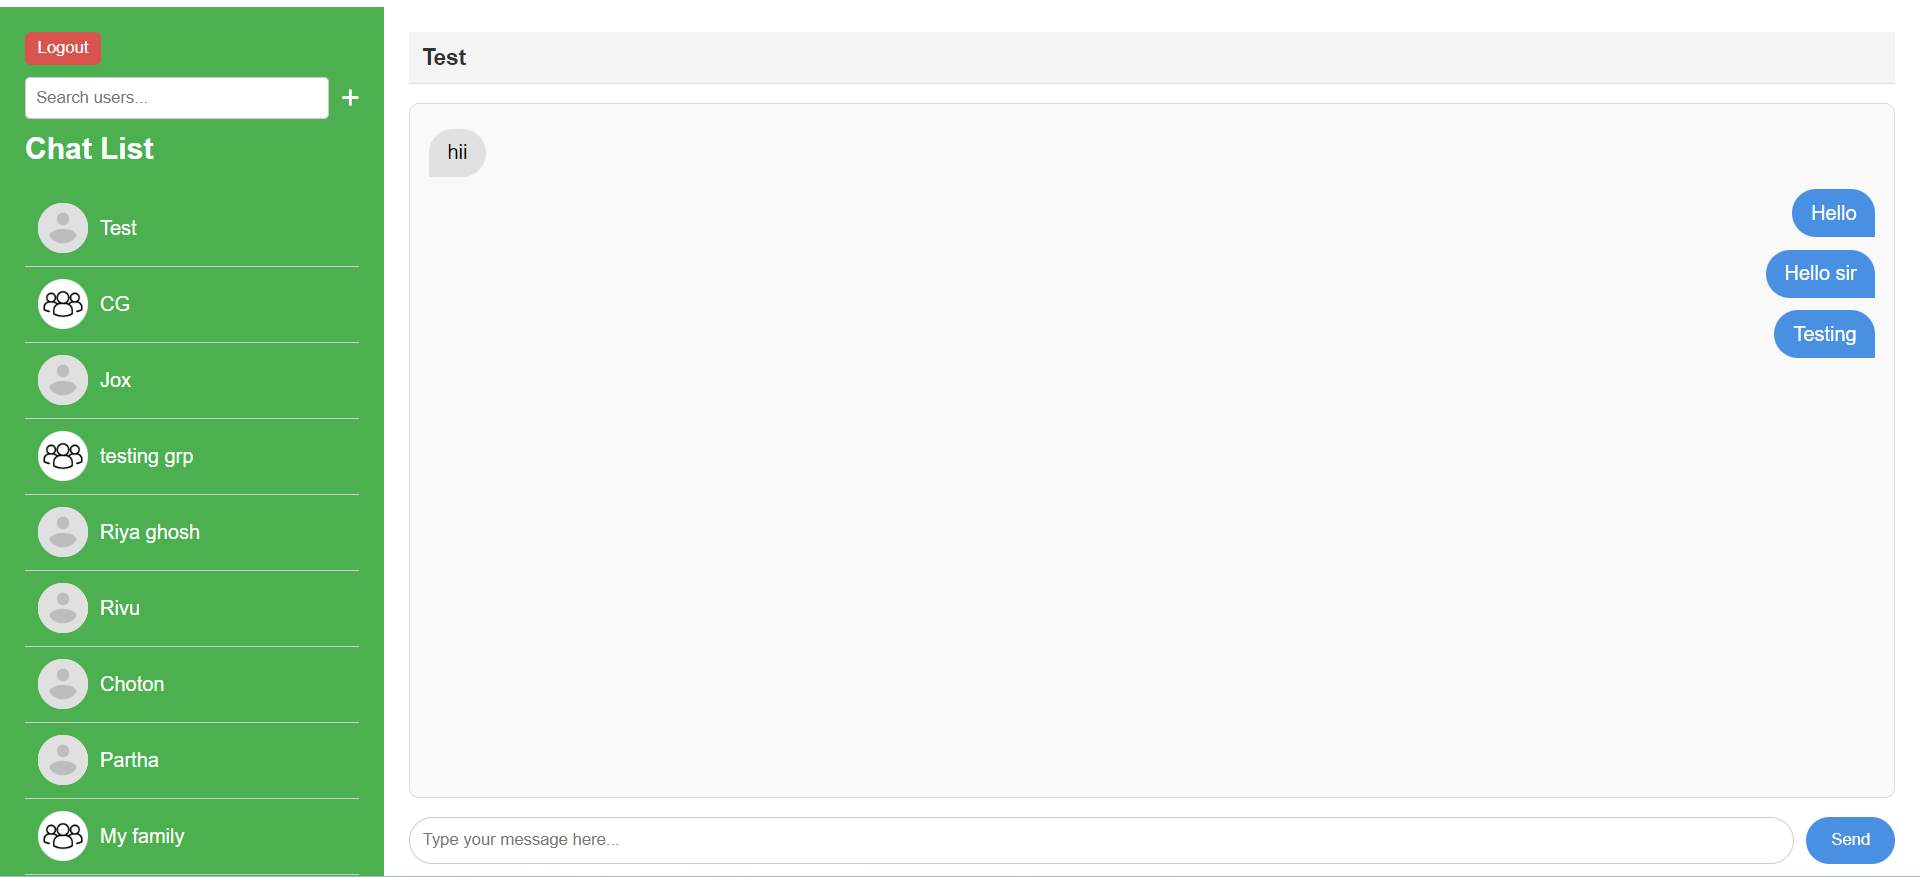 Logout
Search users...
+
Chat List
Test
CG
Jox
testing grp
Riya ghosh
Rivu
Choton
Partha
My family
Test
hii
Hello
Hello sir
Testing
Type your message here...
Send